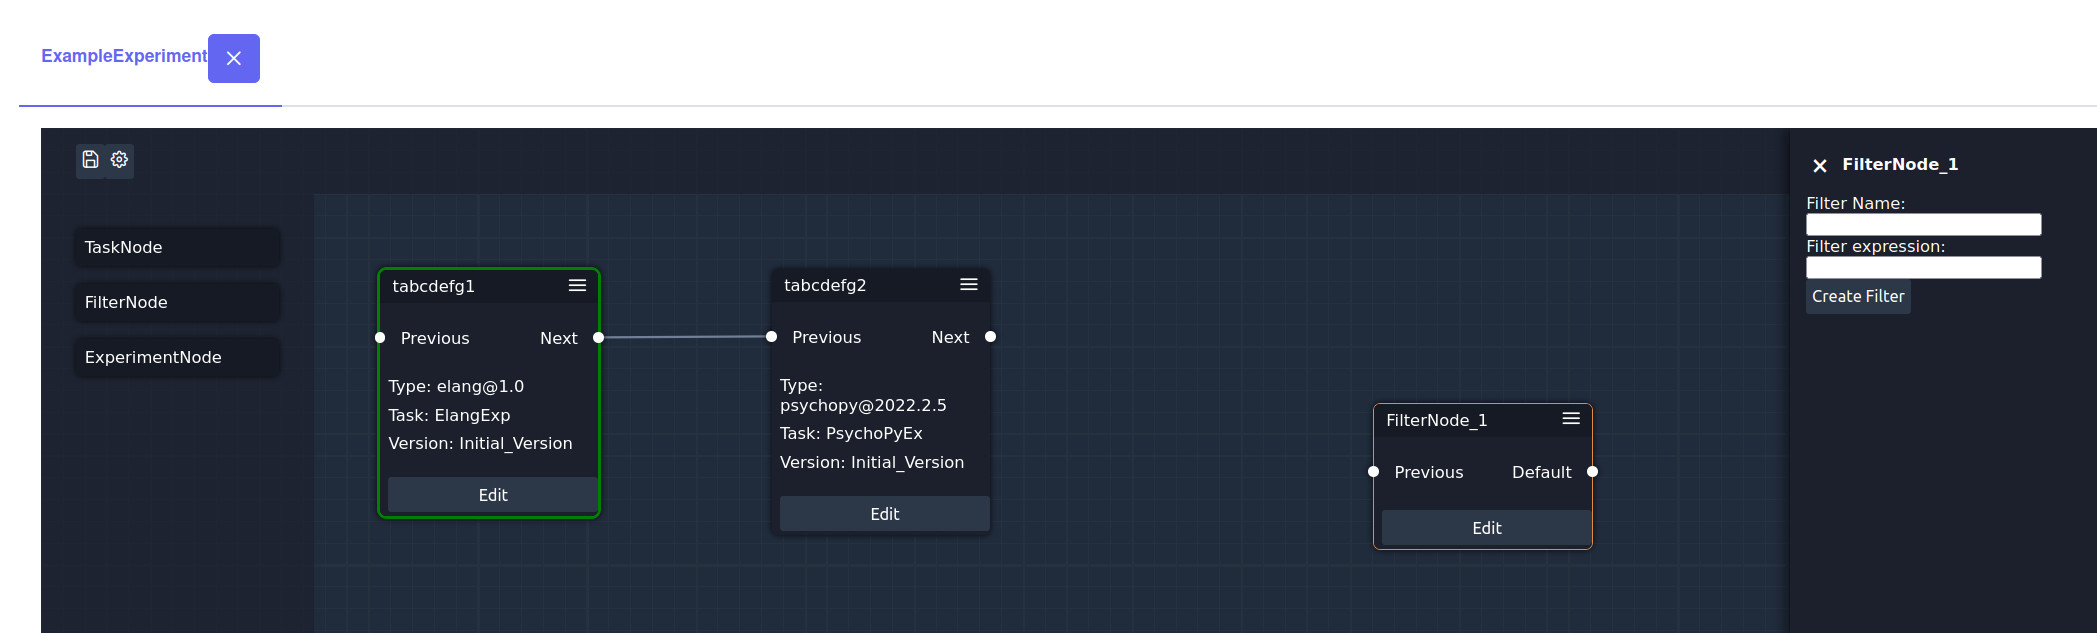 ExampleExperiment
TaskNode
FilterNode
ExperimentNode
tabcdefg1
Previous Next
Type: elang@1.0
Task: ElangExp
Version: Initial_Version
Edit
tabcdefg2
Previous Next
Type:
psychopy@2022.2.5
Task: PsychoPyEx
Version: Initial_Version
Edit
FilterNode_1
Previous Default
Edit
FilterNode_1
Filter Name:
Filter expression:
Create Filter